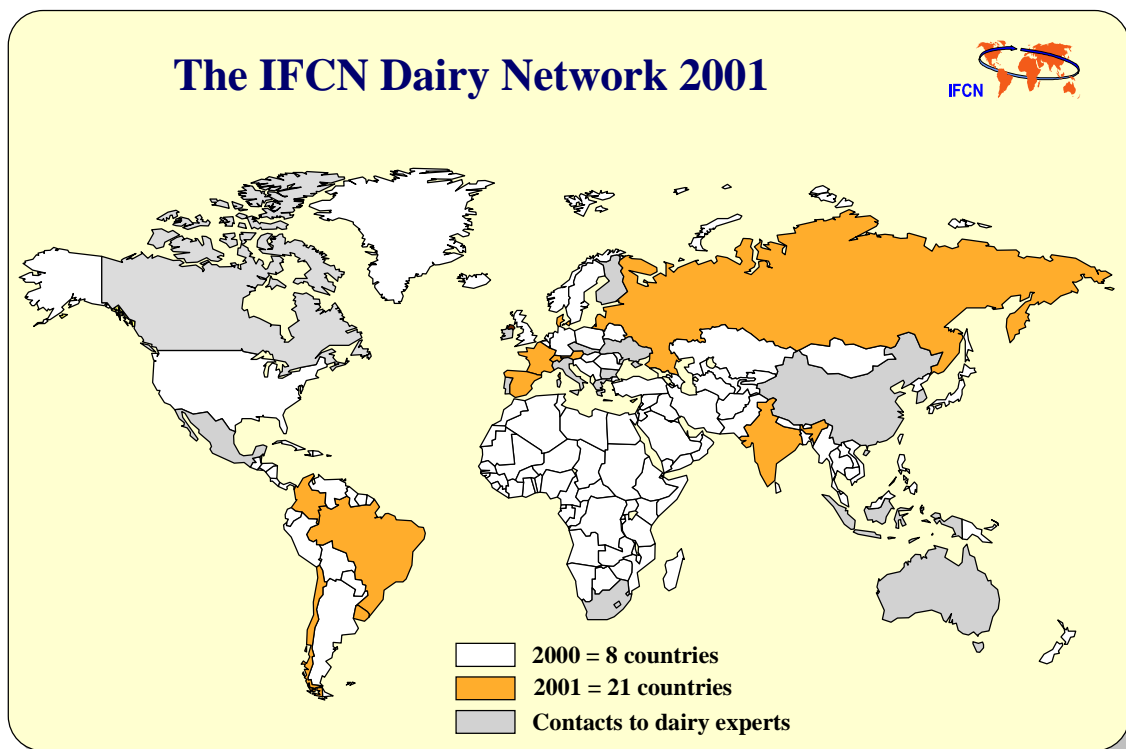 The IFCN Dairy Network 2001
IFCN
2000 = 8 countries
2001 = 21 countries
Contacts to dairy experts